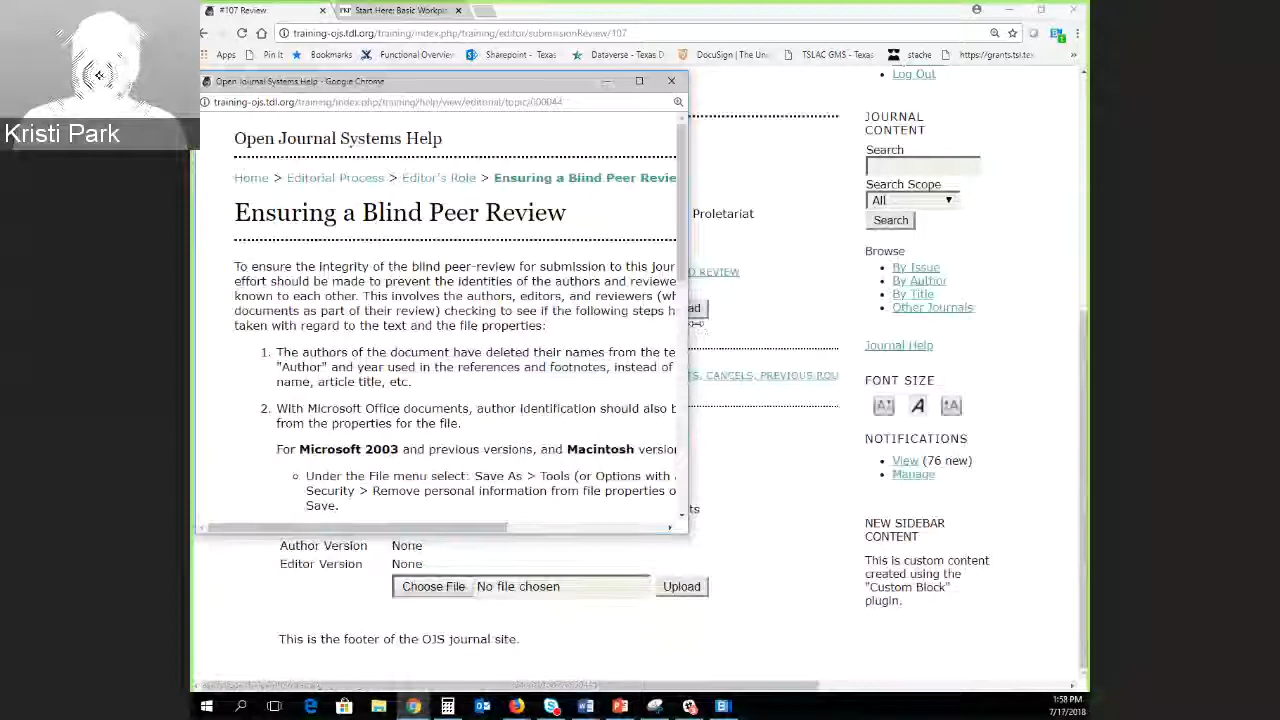 #107 Review
Start Here: Basic Workpla
training-ojs.tdl.org/training/index.php/training/editor/submissionReview/107
Apps
Pin It
Bookmarks
Functional Overview
Sharepoint - Texas
Dataverse - Texas D
DocuSign | The Way
TSLAC GMS - Texas
stache
https://grants.tsl.tex
Kristi Park
Open Journal Systems Help - Google Chrome
training-ojs.tdl.org/training/index.php/training/help/view/editorial/topic/000044
Open Journal Systems Help
Home > Editorial Process > Editor's Role > Ensuring a Blind Peer Revie
Ensuring a Blind Peer Review
To ensure the integrity of the blind peer-review for submission to this jour
effort should be made to prevent the identities of the authors and reviewe
known to each other. This involves the authors, editors, and reviewers (wh
documents as part of their review) checking to see if the following steps h
taken with regard to the text and the file properties:
1. The authors of the document have deleted their names from the te
"Author" and year used in the references and footnotes, instead of
name, article title, etc.
2. With Microsoft Office documents, author identification should also b
from the properties for the file.
For Microsoft 2003 and previous versions, and Macintosh version
Under the File menu select: Save As > Tools (or Options with
Security > Remove personal information from file properties o
Save.
Proletariat
D REVIEW
ad
TS, CANCELS, PREVIOUS ROU
ts
Author Version None
Editor Version None
Choose File No file chosen Upload
This is the footer of the OJS journal site.
Log Out
JOURNAL
CONTENT
Search
Search Scope
All
Search
Browse
By Issue
By Author
By Title
Other Journals
Journal Help
FONT SIZE
A A A
NOTIFICATIONS
View (76 new)
Manage
NEW SIDEBAR
CONTENT
This is custom content
created using the
"Custom Block"
plugin.
1:58 PM
7/17/2018